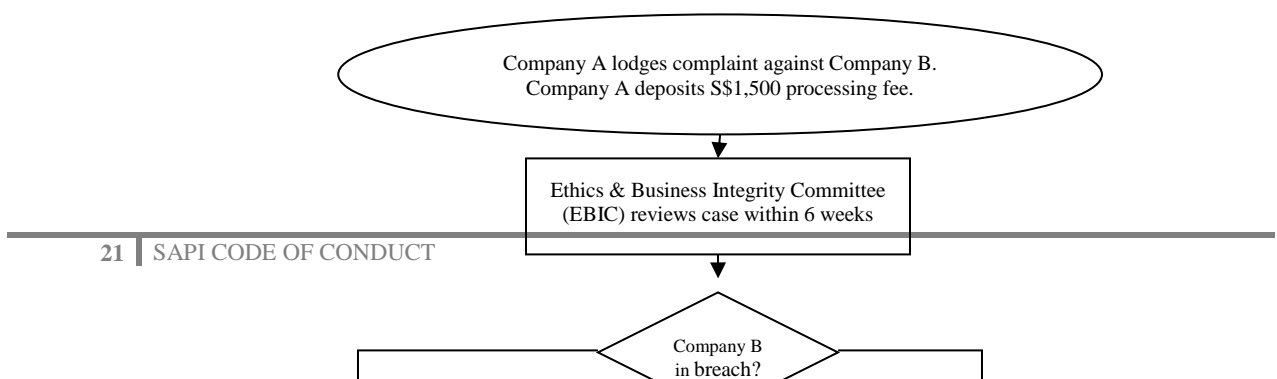 Company A lodges complaint against Company B.
Company A deposits S$1,500 processing fee.
Ethics & Business Integrity Committee
(EBIC) reviews case within 6 weeks
21 SAPI CODE OF CONDUCT
Company B
in breach?